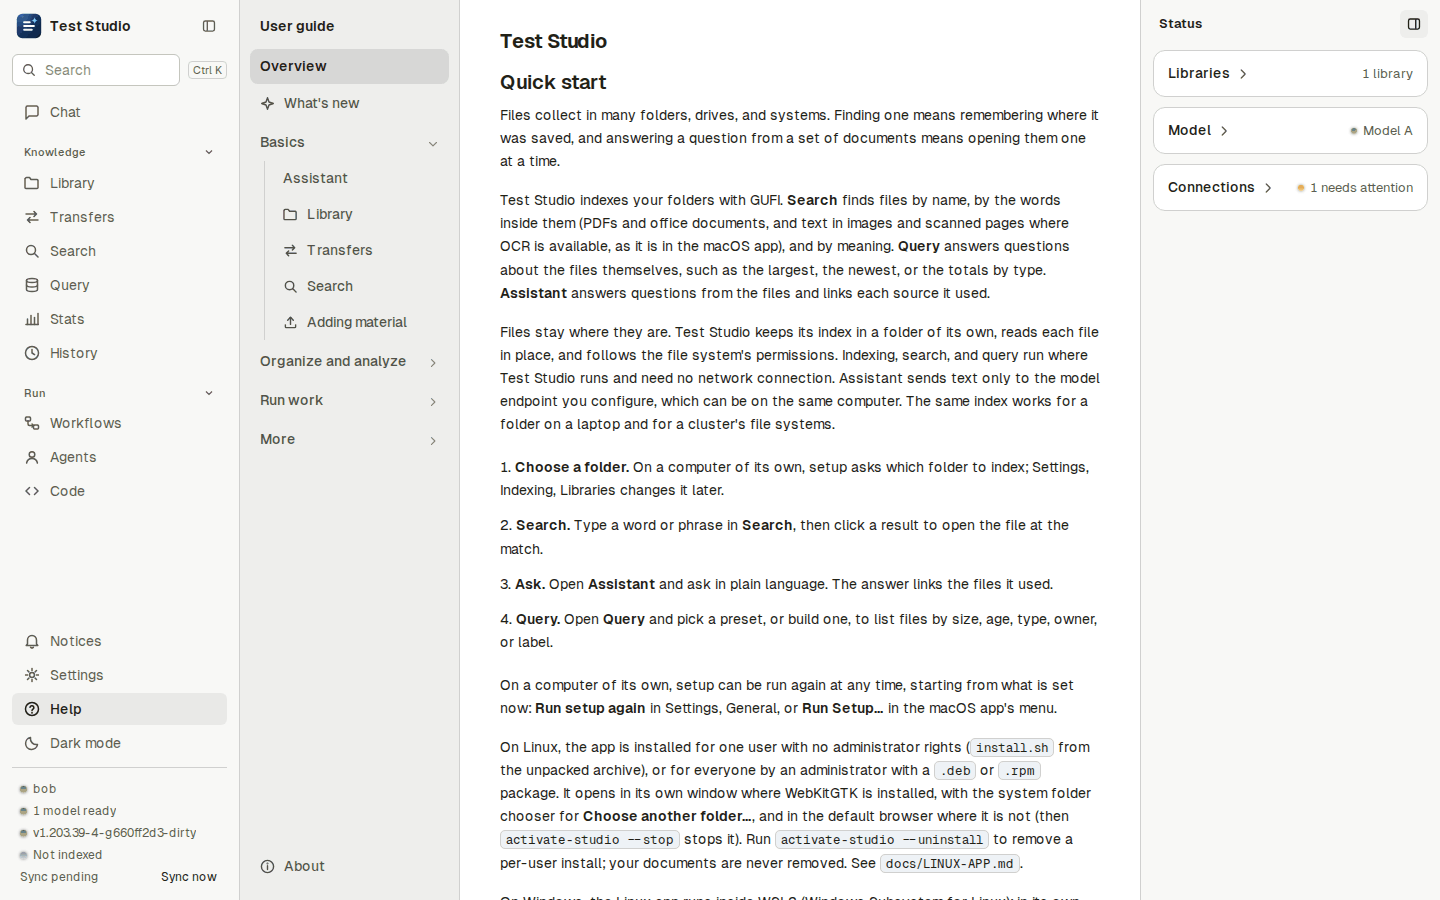 Test Studio
Search
Ctrl K
Chat
Knowledge
Library
Transfers
Search
Query
Stats
History
Run
Workflows
Agents
Code
Notices
Settings
Help
Dark mode
bob
1 model ready
v1.203.39-4-g660ff2d3-dirty
Not indexed
Sync pending
Sync now
User guide
Overview
What's new
Basics
Assistant
Library
Transfers
Search
Adding material
Organize and analyze
Run work
More
About
Test Studio
Quick start
Files collect in many folders, drives, and systems. Finding one means remembering where it
was saved, and answering a question from a set of documents means opening them one
at a time.
Test Studio indexes your folders with GUFI. Search finds files by name, by the words
inside them (PDFs and office documents, and text in images and scanned pages where
OCR is available, as it is in the macOS app), and by meaning. Query answers questions
about the files themselves, such as the largest, the newest, or the totals by type.
Assistant answers questions from the files and links each source it used.
Files stay where they are. Test Studio keeps its index in a folder of its own, reads each file
in place, and follows the file system's permissions. Indexing, search, and query run where
Test Studio runs and need no network connection. Assistant sends text only to the model
endpoint you configure, which can be on the same computer. The same index works for a
folder on a laptop and for a cluster's file systems.
1. Choose a folder. On a computer of its own, setup asks which folder to index; Settings,
Indexing, Libraries changes it later.
2. Search. Type a word or phrase in Search, then click a result to open the file at the
match.
3. Ask. Open Assistant and ask in plain language. The answer links the files it used.
4. Query. Open Query and pick a preset, or build one, to list files by size, age, type, owner,
or label.
On a computer of its own, setup can be run again at any time, starting from what is set
now: Run setup again in Settings, General, or Run Setup... in the macOS app's menu.
On Linux, the app is installed for one user with no administrator rights (install.sh from
the unpacked archive), or for everyone by an administrator with a .deb or .rpm
package. It opens in its own window where WebKitGTK is installed, with the system folder
chooser for Choose another folder..., and in the default browser where it is not (then
activate-studio --stop stops it). Run activate-studio --uninstall to remove a
per-user install; your documents are never removed. See docs/LINUX-APP.md.
Status
Libraries
1 library
Model
Model A
Connections
1 needs attention